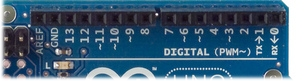 AREF
GND
13
12
~11
~10
~9
8
7
~6
~5
4
~3
2
TX→1
RX←0
DIGITAL (PWM~)
L